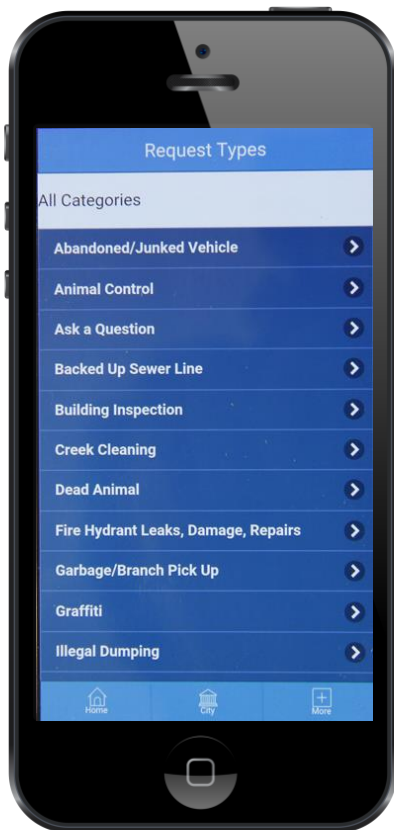 Request Types
All Categories
Abandoned/Junked Vehicle
Animal Control
Ask a Question
Backed Up Sewer Line
Building Inspection
Creek Cleaning
Dead Animal
Fire Hydrant Leaks, Damage, Repairs
Garbage/Branch Pick Up
Graffiti
Illegal Dumping
Home City More